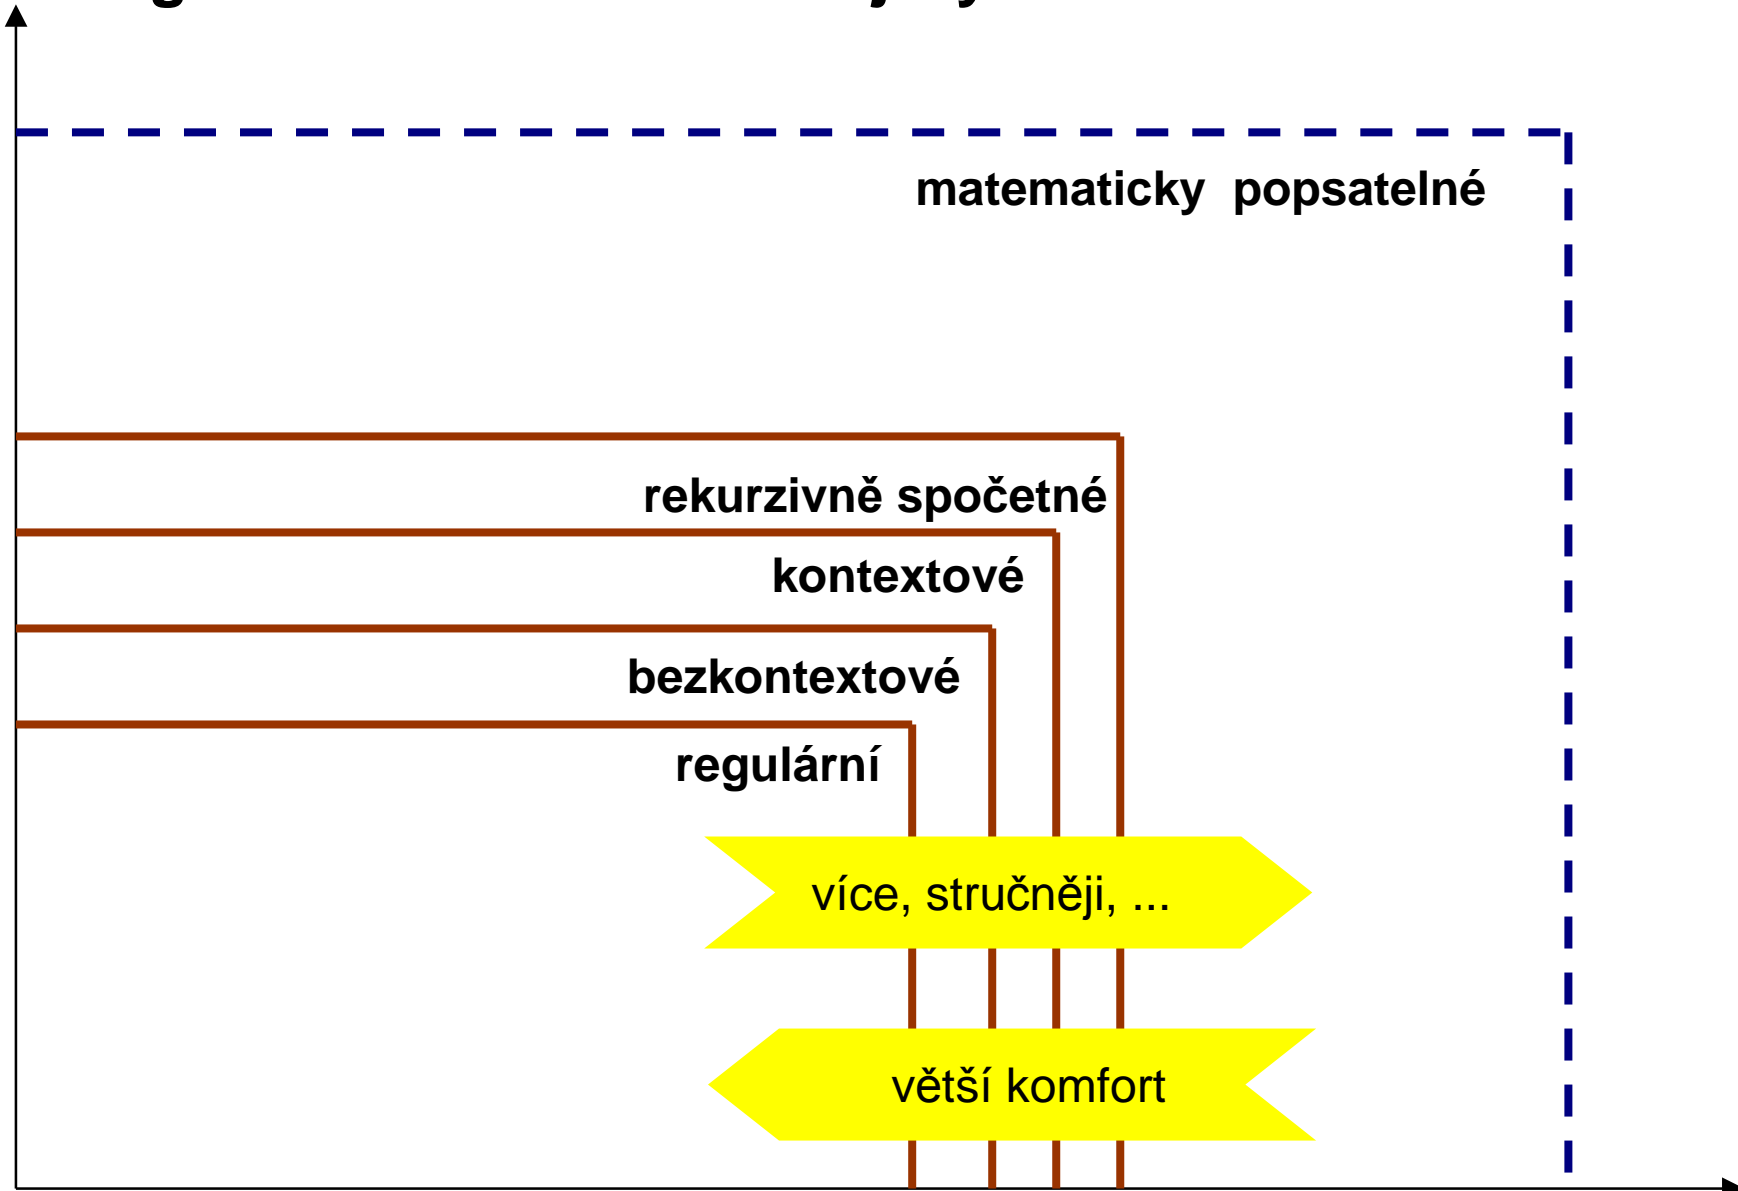 matematicky popsatelné
rekurzivně spočetné
kontextové
bezkontextové
regulární
více, stručněji, ...
větší komfort